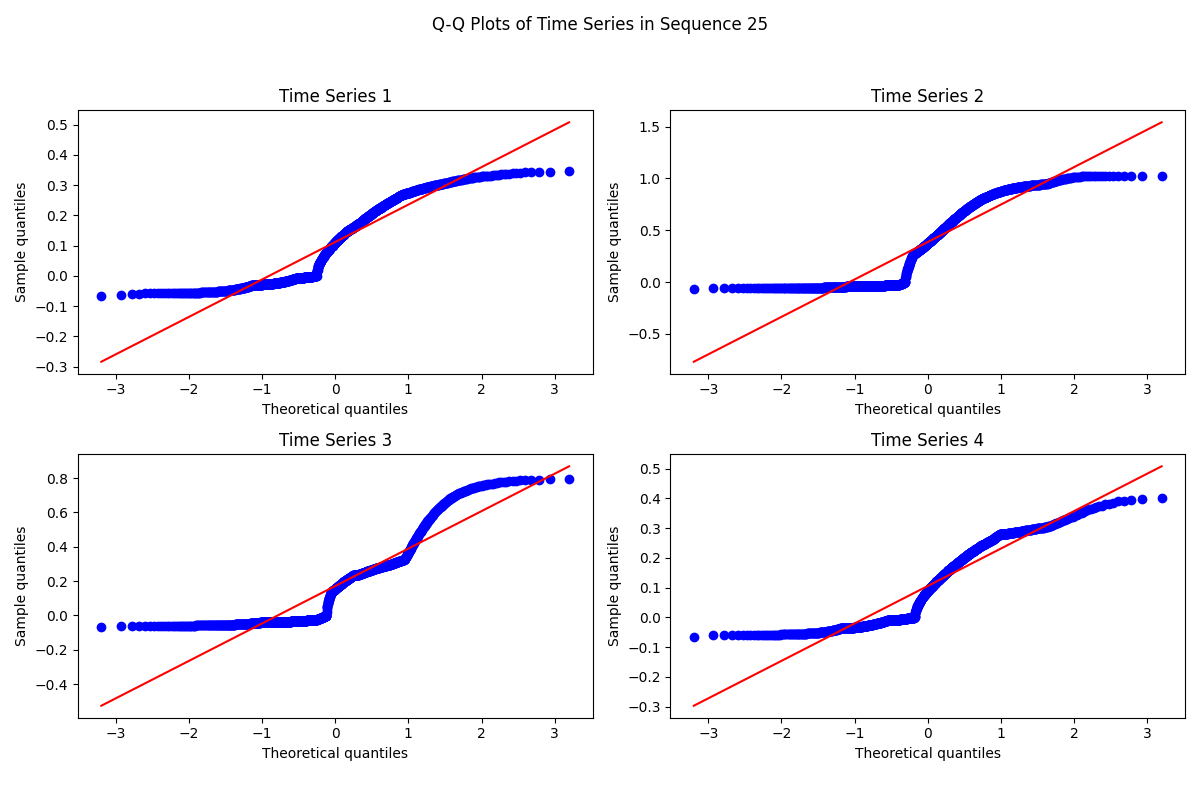 Q-Q Plots of Time Series in Sequence 25
Time Series 1
Sample quantiles
0.5
0.4
0.3
0.2
0.1
0.0
−0.1
−0.2
−0.3
−3 −2 −1 0 1 2 3
Theoretical quantiles
Time Series 2
Sample quantiles
1.5
1.0
0.5
0.0
−0.5
−3 −2 −1 0 1 2 3
Theoretical quantiles
Time Series 3
Sample quantiles
0.8
0.6
0.4
0.2
0.0
−0.2
−0.4
−3 −2 −1 0 1 2 3
Theoretical quantiles
Time Series 4
Sample quantiles
0.5
0.4
0.3
0.2
0.1
0.0
−0.1
−0.2
−0.3
−3 −2 −1 0 1 2 3
Theoretical quantiles